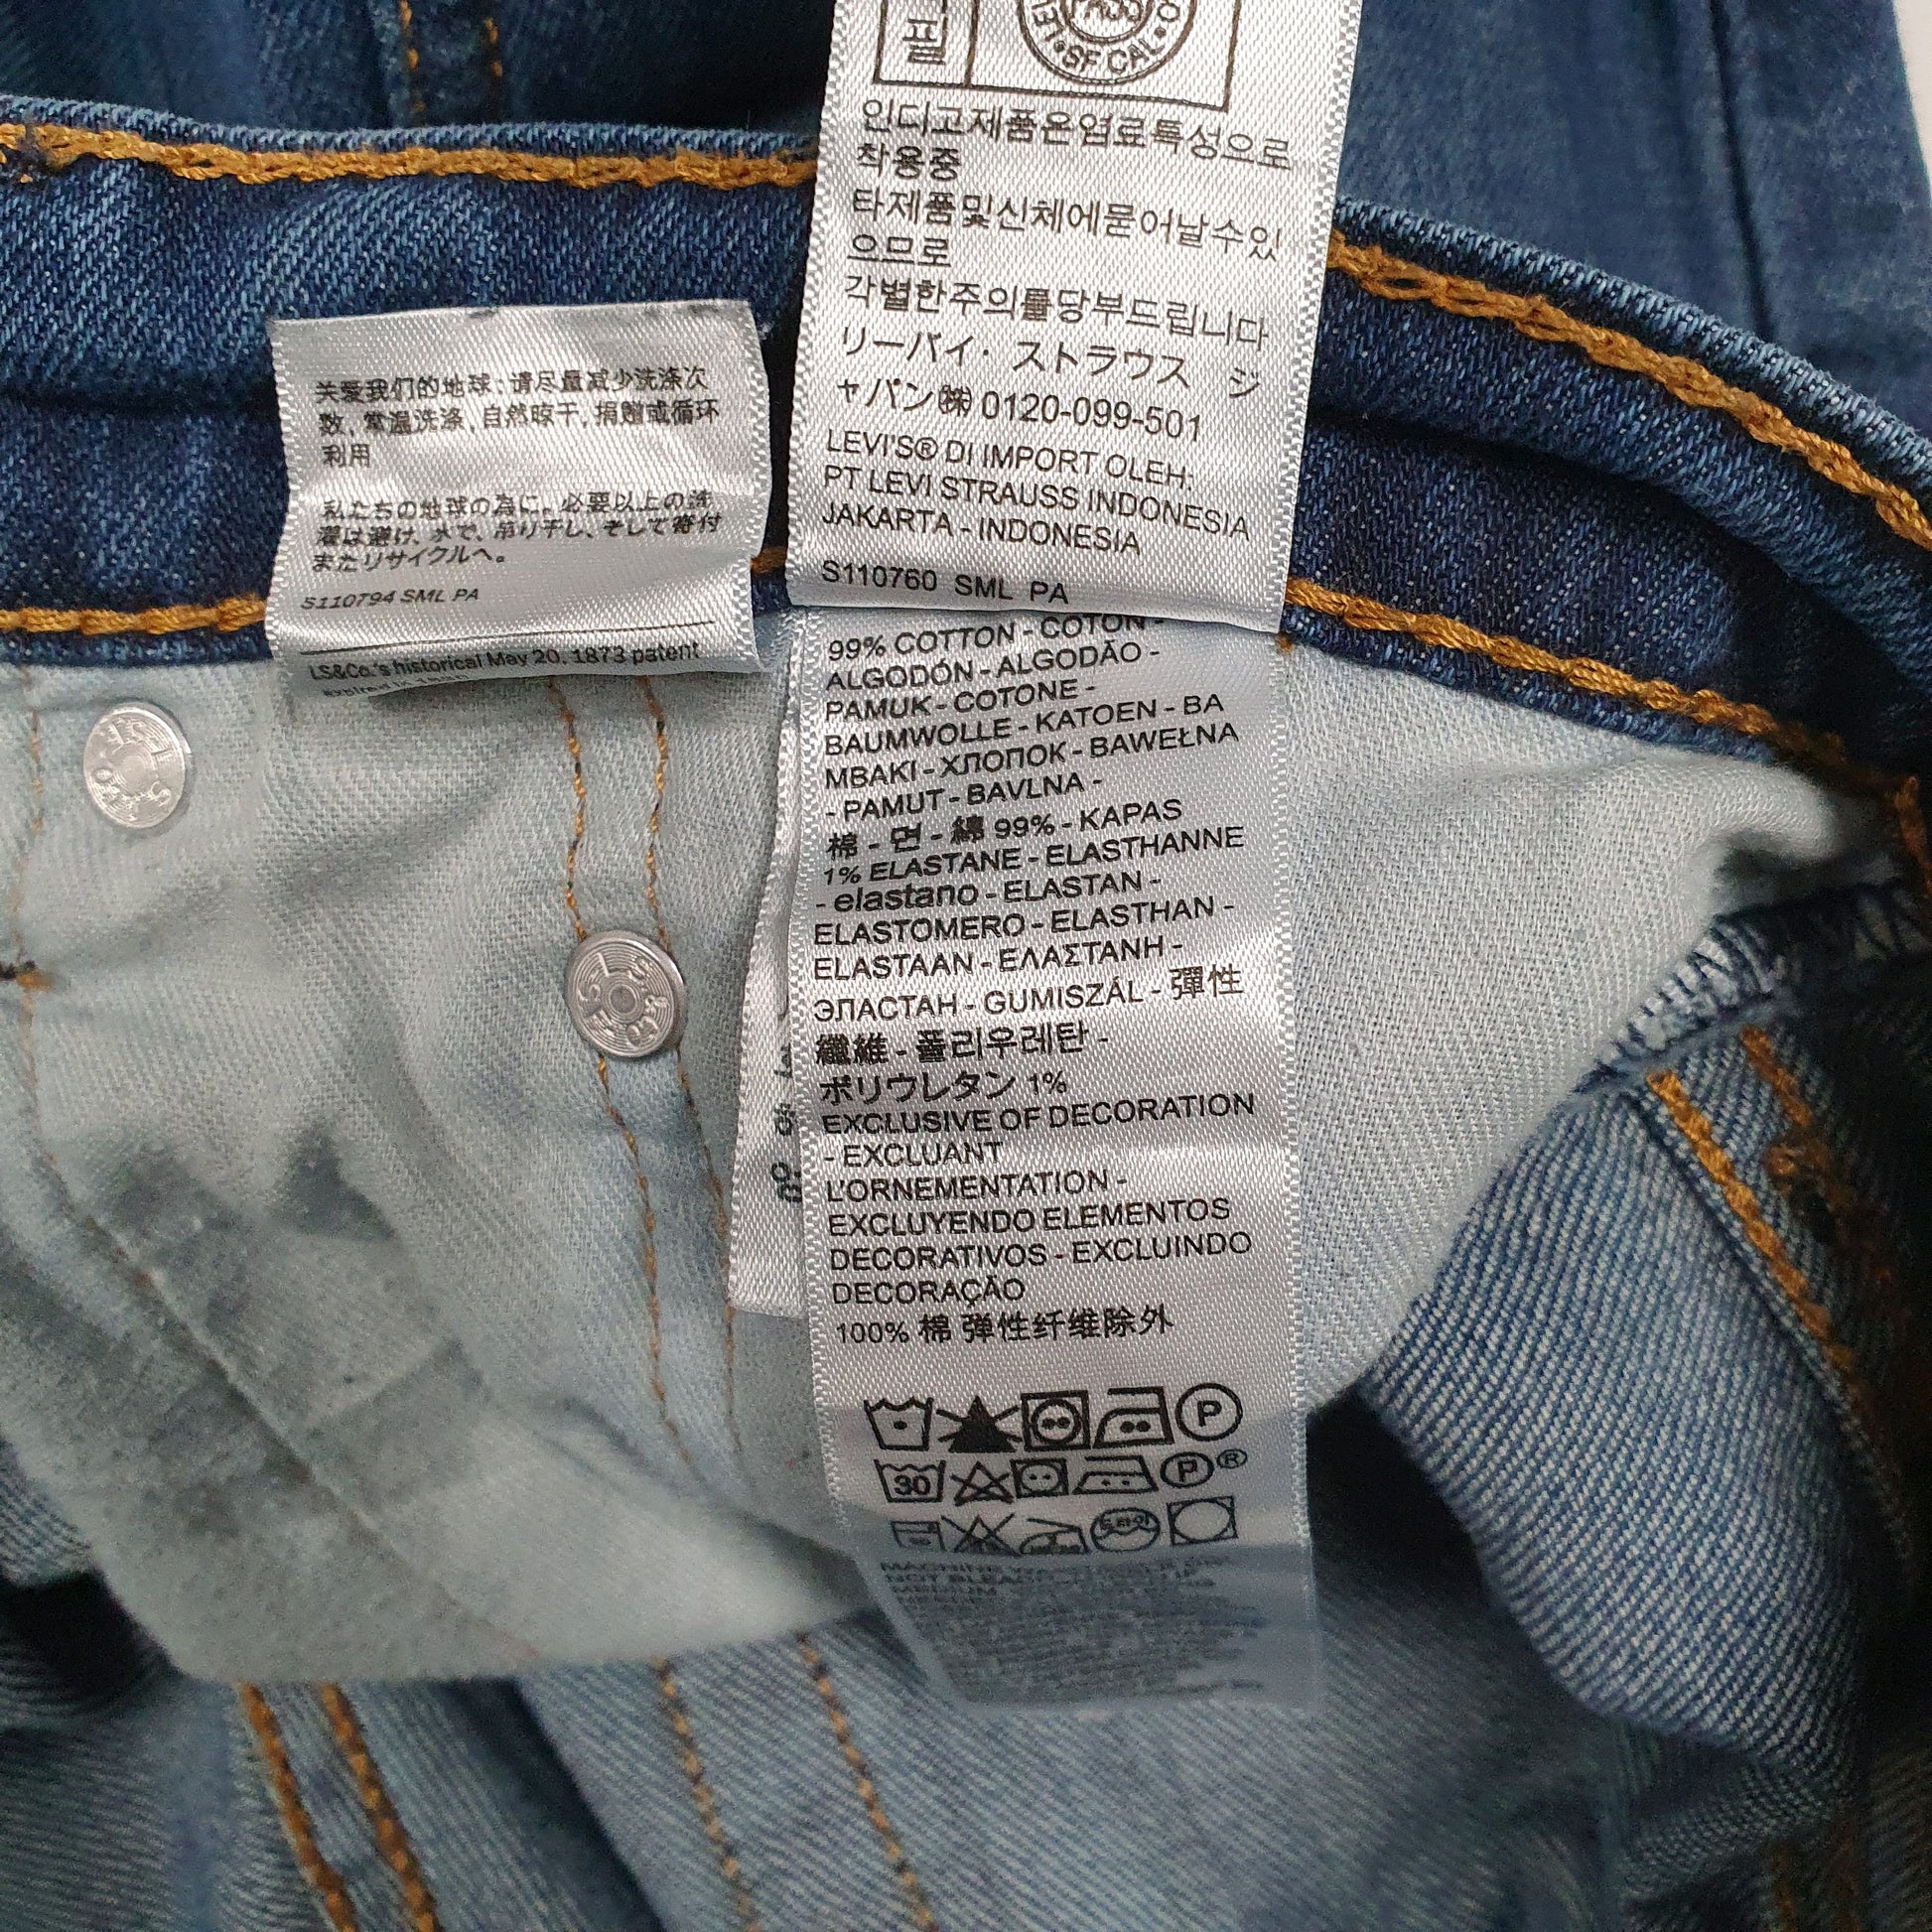 필
SF CAL
인디고제품은염료특성으로
착용중
타제품및신체에묻어날수있
으므로
각별한주의를당부드립니다
リーバイ· ストラウス ジ
ャパン㈱ 0120-099-501
LEVI'S® DI IMPORT OLEH:
PT LEVI STRAUSS INDONESIA
JAKARTA - INDONESIA
S110760 SML PA
关爱我们的地球:请尽量减少洗涤次
数,常温洗涤,自然晾干,捐赠或循环
利用
私たちの地球の為に。必要以上の洗
濯は避け、水で、吊り干し、そして寄付
またリサイクルへ。
S110794 SML PA
LS&Co.'s historical May 20, 1873 patent
99% COTTON - COTON -
ALGODÓN - ALGODÃO -
PAMUK - COTONE -
BAUMWOLLE - KATOEN - BA
MBAKI - ХЛОПОК - BAWEŁNA
- PAMUT - BAVLNA -
棉 - 면 - 綿 99% - KAPAS
1% ELASTANE - ELASTHANNE
- elastano - ELASTAN -
ELASTOMERO - ELASTHAN -
ELASTAAN - ΕΛΑΣΤΑΝΗ -
ЭЛАСТАН - GUMISZÁL - 彈性
纖維 - 폴리우레탄 -
ポリウレタン 1%
EXCLUSIVE OF DECORATION
- EXCLUANT
L'ORNEMENTATION -
EXCLUYENDO ELEMENTOS
DECORATIVOS - EXCLUINDO
DECORAÇÃO
100% 棉 弹性纤维除外
P
30 P®
MACHINE
MEDIUM